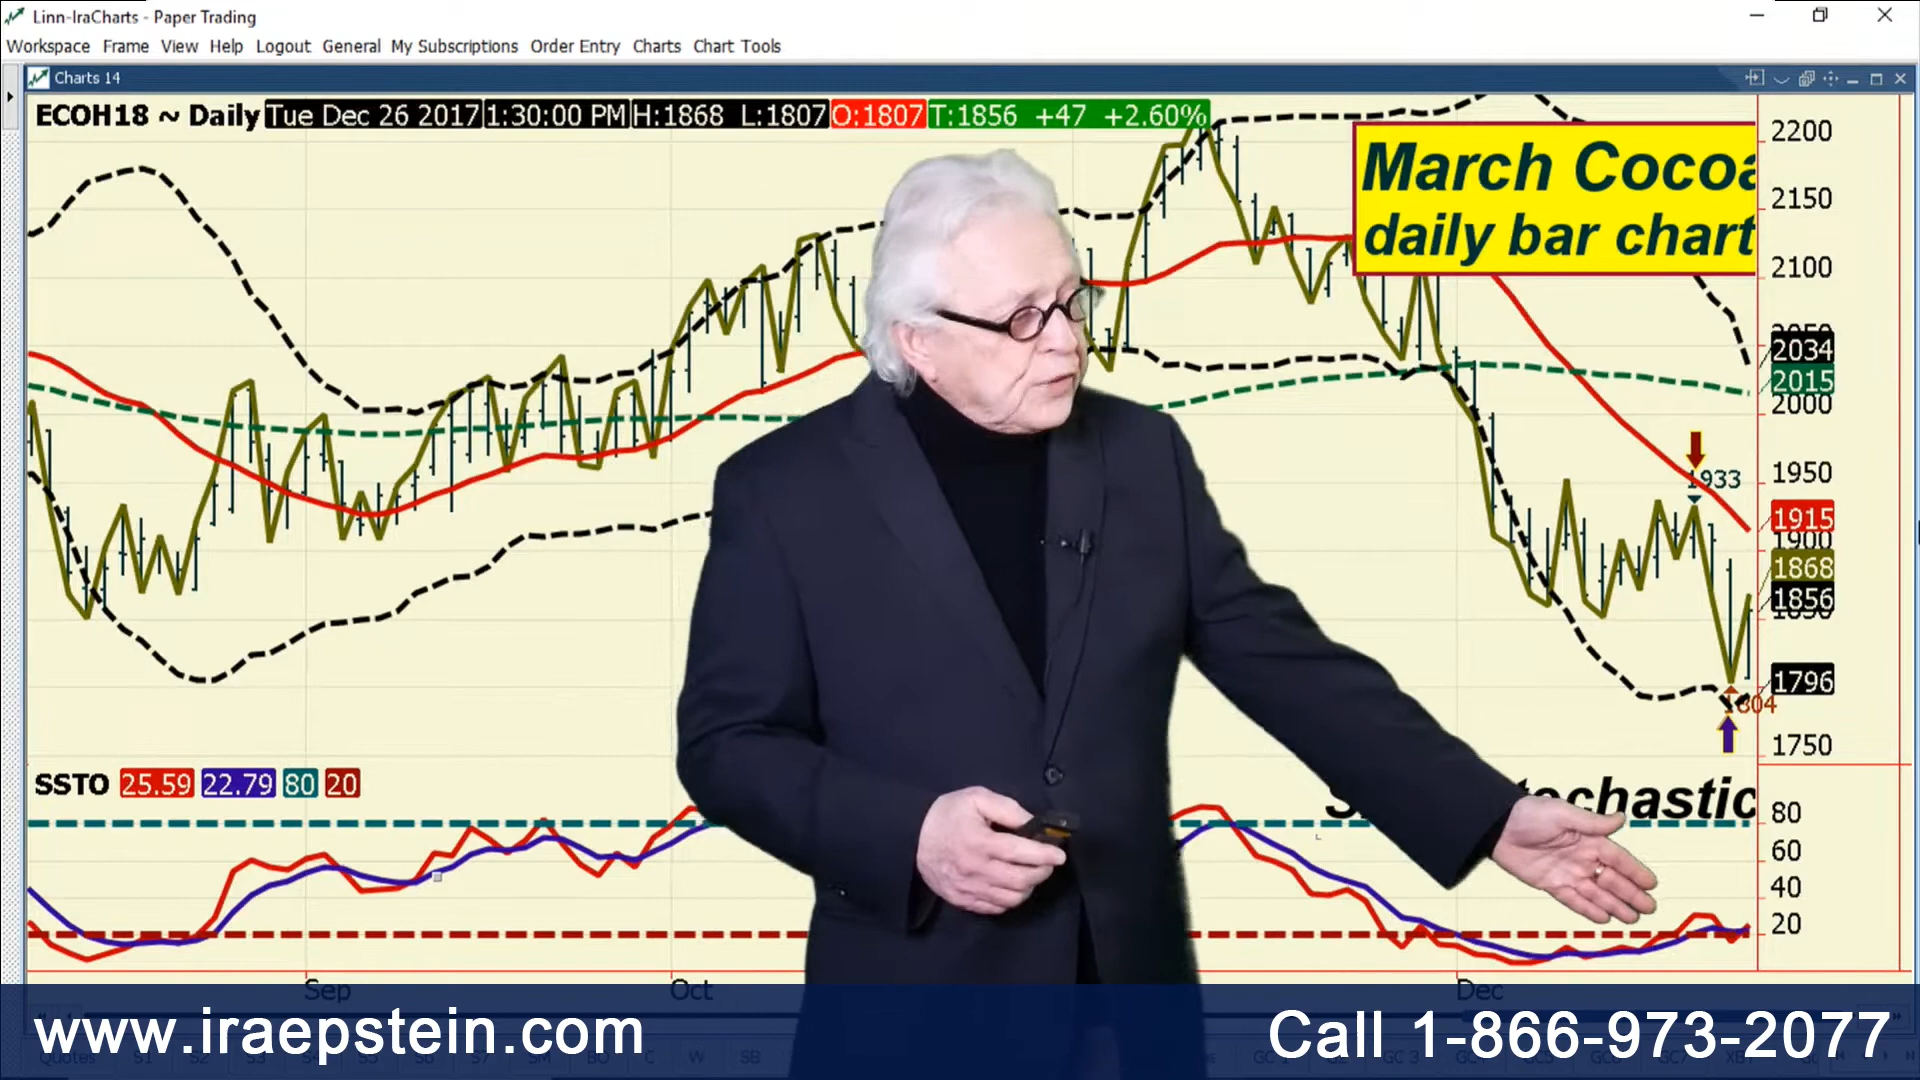 Linn-IraCharts - Paper Trading
Workspace Frame View Help Logout General My Subscriptions Order Entry Charts Chart Tools
Charts 14
ECOH18 ~ Daily Tue Dec 26 2017 1:30:00 PM H:1868 L:1807 O:1807 T:1856 +47 +2.60%
March Cocoa
daily bar chart
2200
2150
2100
2050
2034
2015
2000
1950
1933
1915
1900
1868
1856
1850
1796
1804
1750
SSTO 25.59 22.79 80 20
80
60
40
20
Sep Oct Dec
www.iraepstein.com
Call 1-866-973-2077